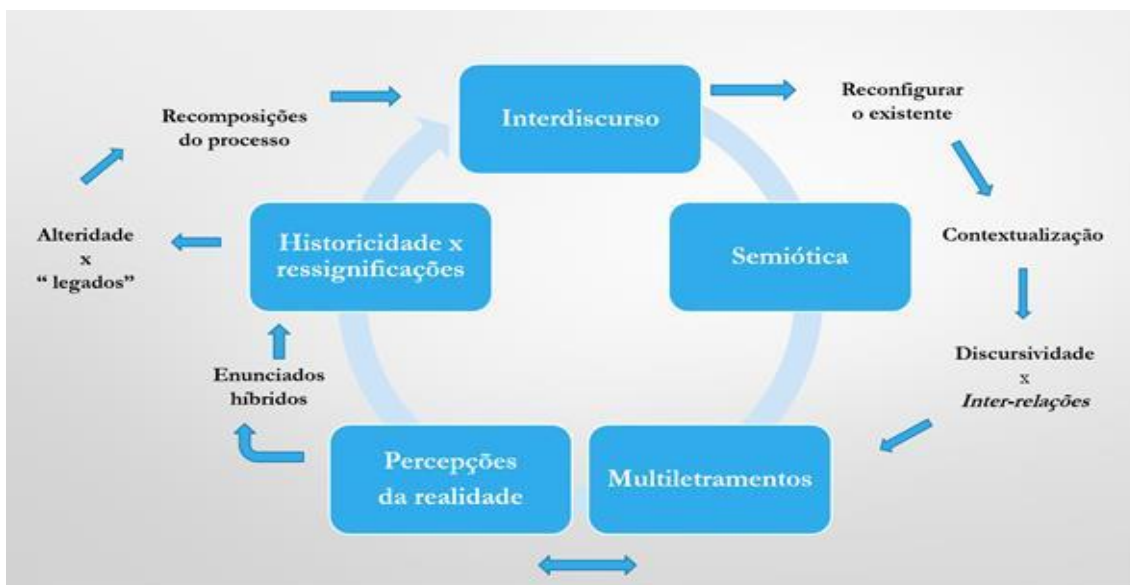 Interdiscurso
Reconfigurar
o existente
Contextualização
Discursividade
x
Inter-relações
Semiótica
Multiletramentos
Percepções
da realidade
Enunciados
híbridos
Historicidade x
ressignificações
Alteridade
x
“ legados”
Recomposições
do processo